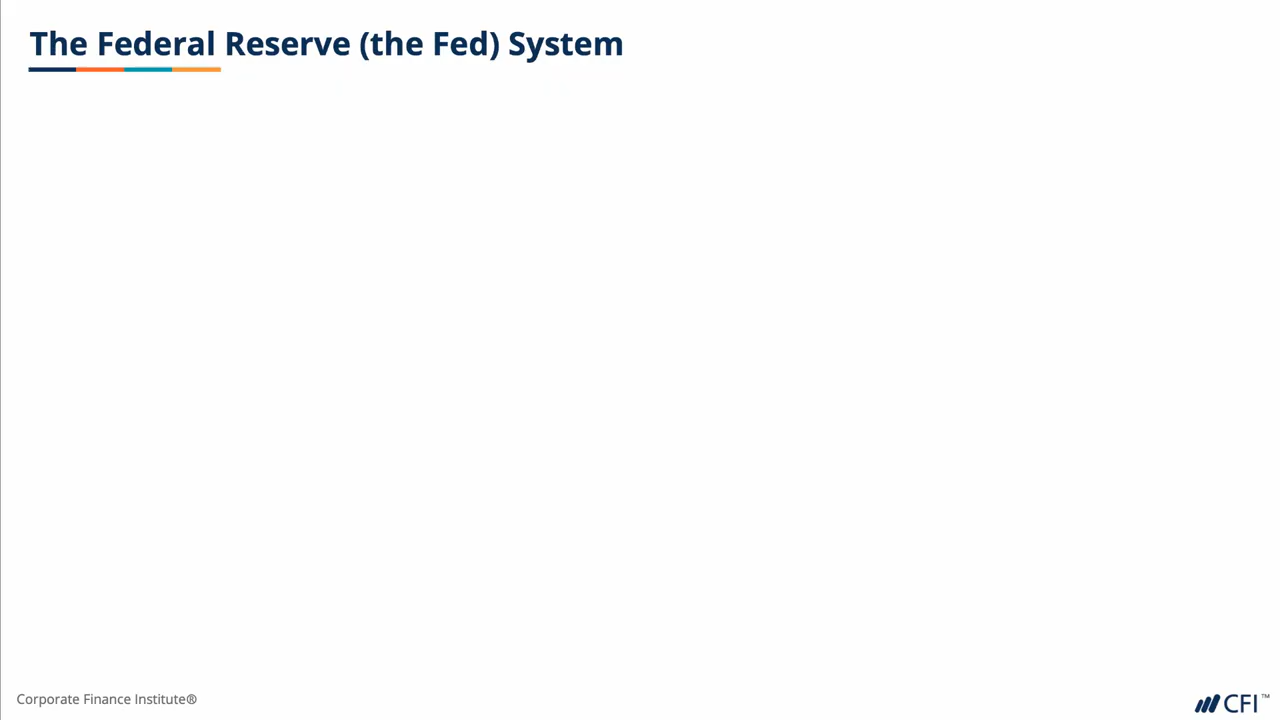 The Federal Reserve (the Fed) System
Corporate Finance Institute®
CFI™